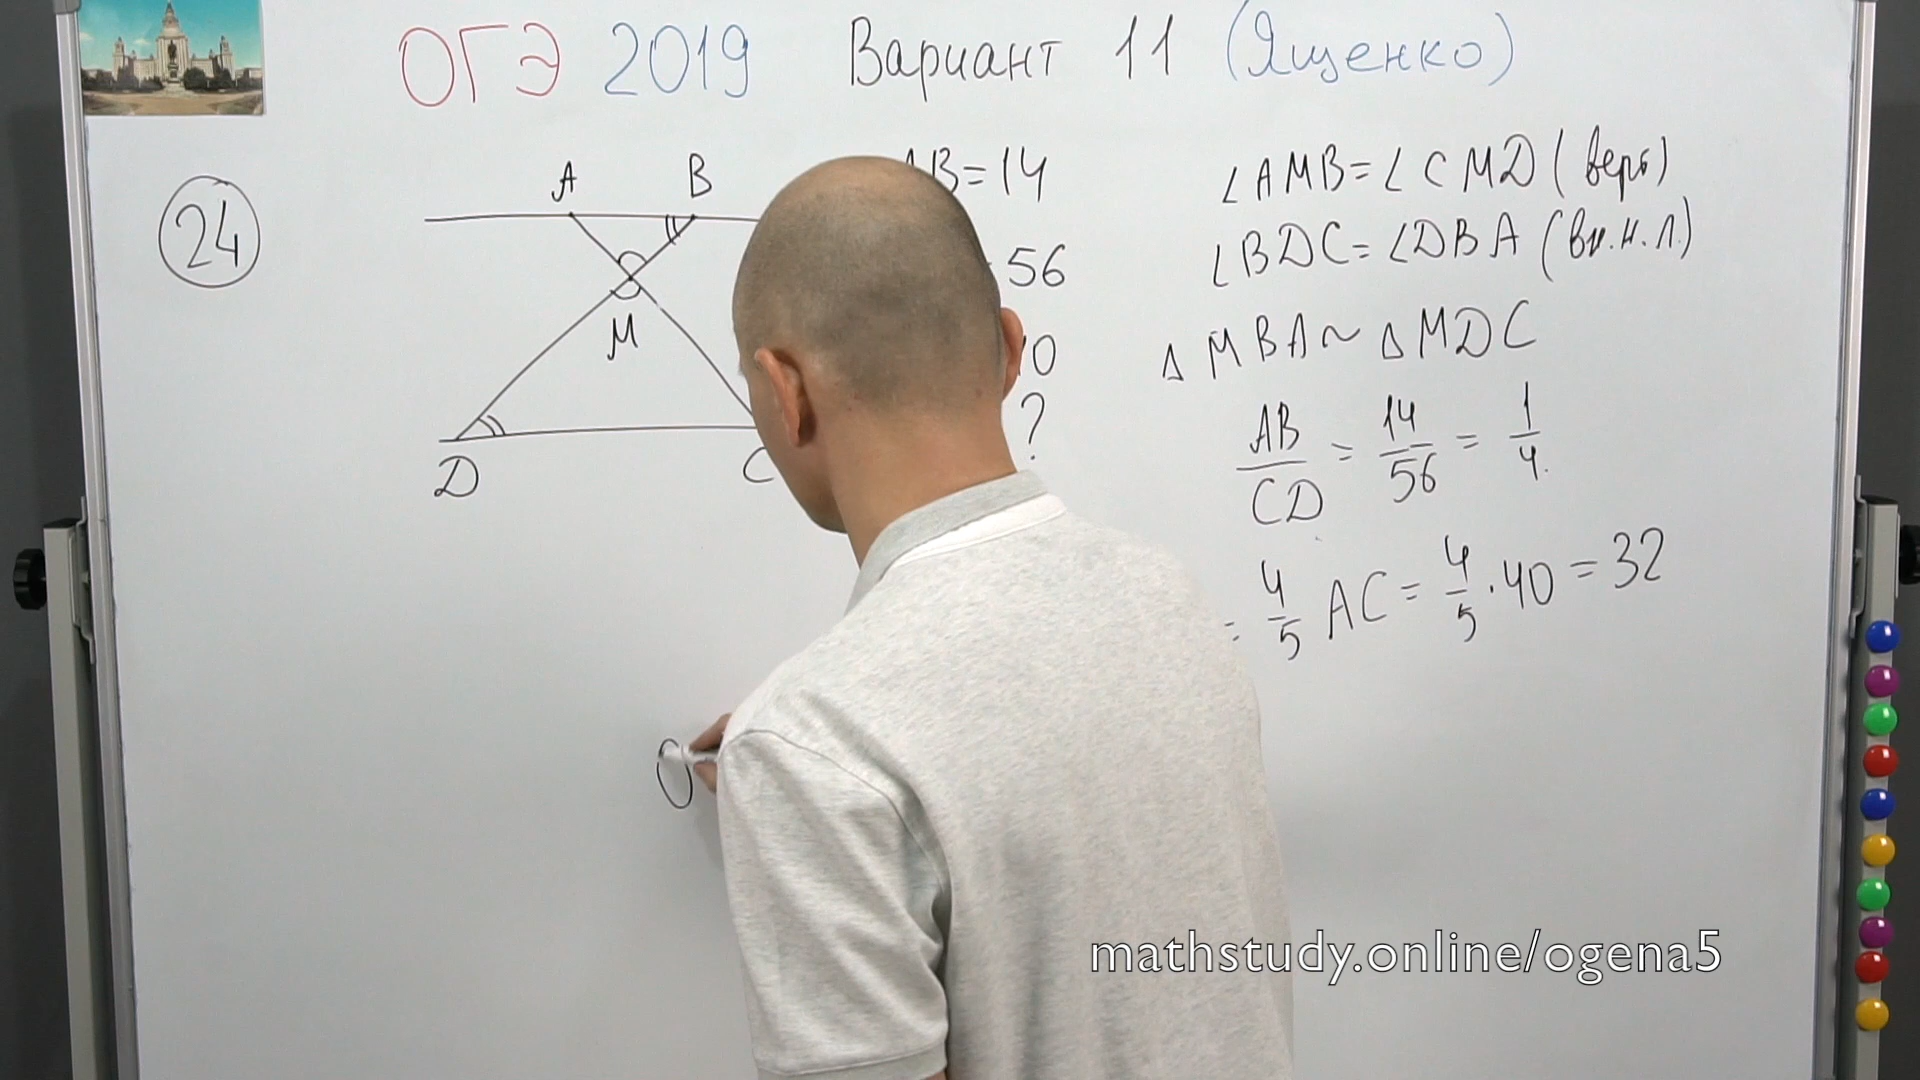 ОГЭ 2019 Вариант 11 (Ященко)
24
A B
M
D C
B=14
56
0
?
∠AMB=∠CMD (верт)
∠BDC=∠DBA (вн.н.л.)
△MBA~△MDC
AB/CD = 14/56 = 1/4.
= 4/5 AC = 4/5 · 40 = 32
О
mathstudy.online/ogena5